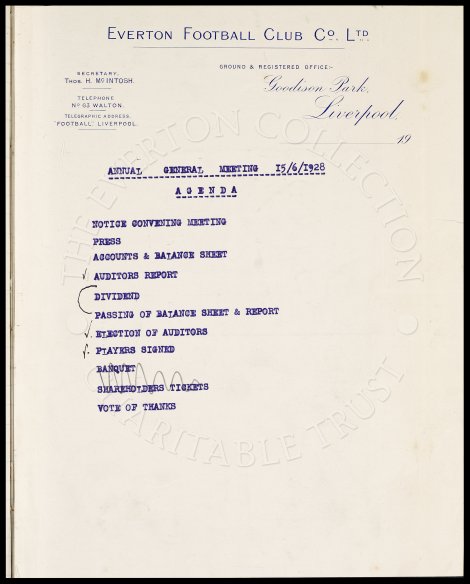 EVERTON FOOTBALL CLUB CO. LTD
SECRETARY,
THOS. H. MCINTOSH.
TELEPHONE
NO 63 WALTON.
TELEGRAPHIC ADDRESS
"FOOTBALL, LIVERPOOL.
GROUND & REGISTERED OFFICE:-
Goodison Park,
Liverpool,
19
ANNUAL GENERAL MEETING 15/6/1928
AGENDA
NOTICE CONVENING MEETING
PRESS
ACCOUNTS & BALANCE SHEET
AUDITORS REPORT
DIVIDEND
PASSING OF BALANCE SHEET & REPORT
ELECTION OF AUDITORS
PLAYERS SIGNED
BANQUET
SHAREHOLDERS TICKETS
VOTE OF THANKS
THE EVERTON COLLECTION
CHARITABLE TRUST